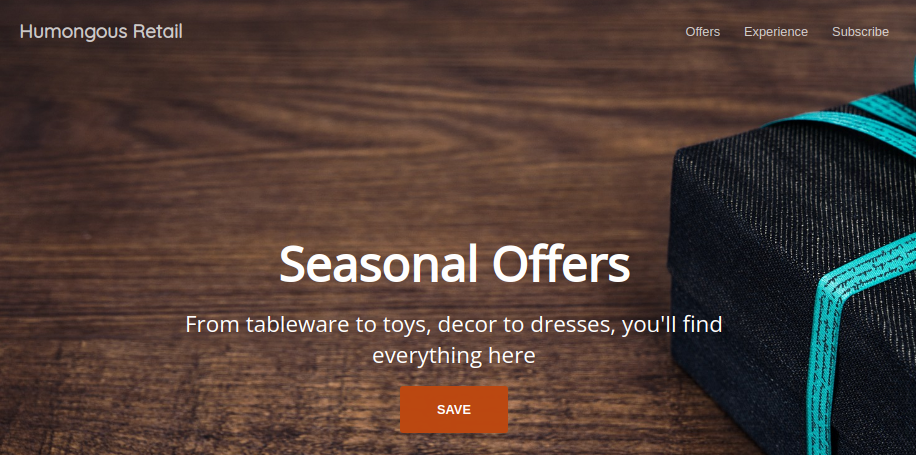 Humongous Retail
Offers Experience Subscribe
Seasonal Offers
From tableware to toys, decor to dresses, you'll find
everything here
SAVE